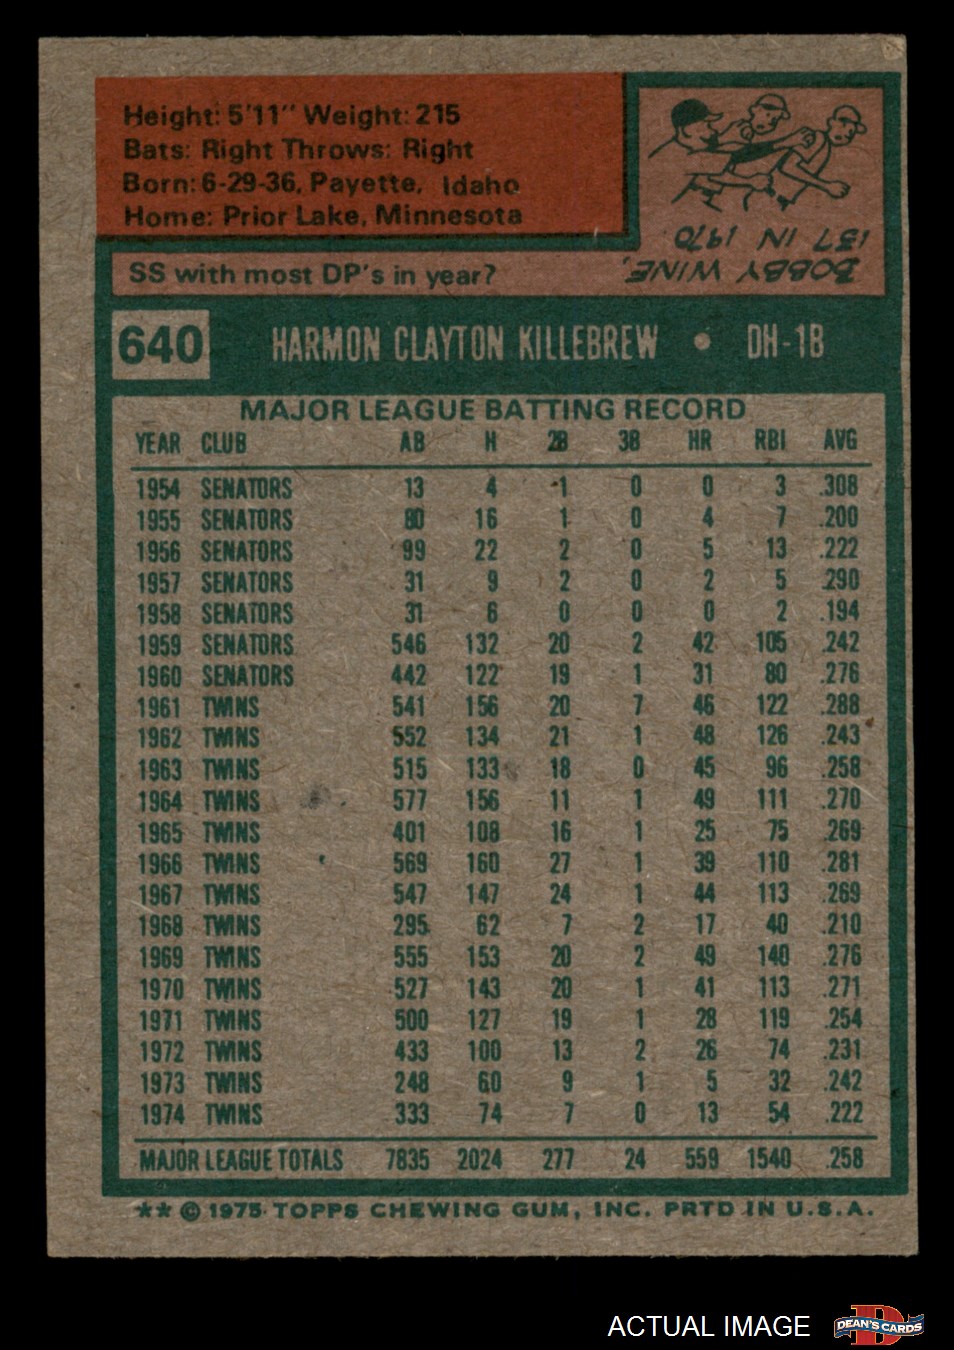 Height: 5'11" Weight: 215
Bats: Right Throws: Right
Born: 6-29-36, Payette, Idaho
Home: Prior Lake, Minnesota
SS with most DP's in year?
BOBBY WINE,
137 IN 1970
640 HARMON CLAYTON KILLEBREW • DH-1B
MAJOR LEAGUE BATTING RECORD
YEAR CLUB AB H 2B 3B HR RBI AVG
1954 SENATORS 13 4 1 0 0 3 .308
1955 SENATORS 80 16 1 0 4 7 .200
1956 SENATORS 99 22 2 0 5 13 .222
1957 SENATORS 31 9 2 0 2 5 .290
1958 SENATORS 31 6 0 0 0 2 .194
1959 SENATORS 546 132 20 2 42 105 .242
1960 SENATORS 442 122 19 1 31 80 .276
1961 TWINS 541 156 20 7 46 122 .288
1962 TWINS 552 134 21 1 48 126 .243
1963 TWINS 515 133 18 0 45 96 .258
1964 TWINS 577 156 11 1 49 111 .270
1965 TWINS 401 108 16 1 25 75 .269
1966 TWINS 569 160 27 1 39 110 .281
1967 TWINS 547 147 24 1 44 113 .269
1968 TWINS 295 62 7 2 17 40 .210
1969 TWINS 555 153 20 2 49 140 .276
1970 TWINS 527 143 20 1 41 113 .271
1971 TWINS 500 127 19 1 28 119 .254
1972 TWINS 433 100 13 2 26 74 .231
1973 TWINS 248 60 9 1 5 32 .242
1974 TWINS 333 74 7 0 13 54 .222
MAJOR LEAGUE TOTALS 7835 2024 277 24 559 1540 .258
** © 1975 TOPPS CHEWING GUM, INC. PRTD IN U.S.A.
ACTUAL IMAGE
DEAN'S CARDS